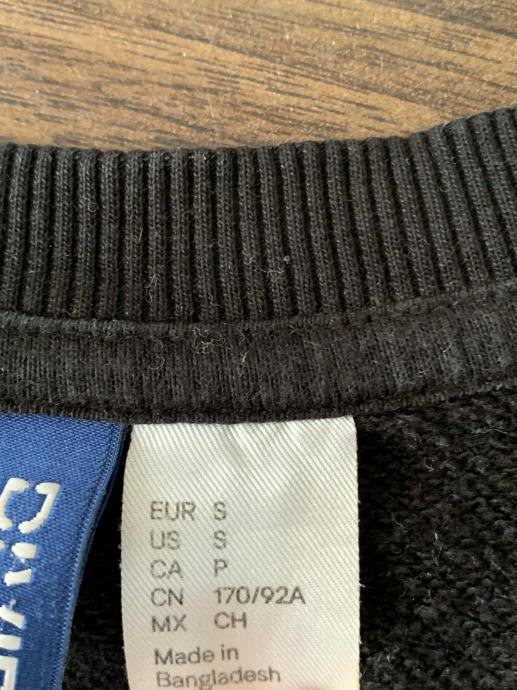 EUR S
US S
CA P
CN 170/92A
MX CH
Made in
Bangladesh